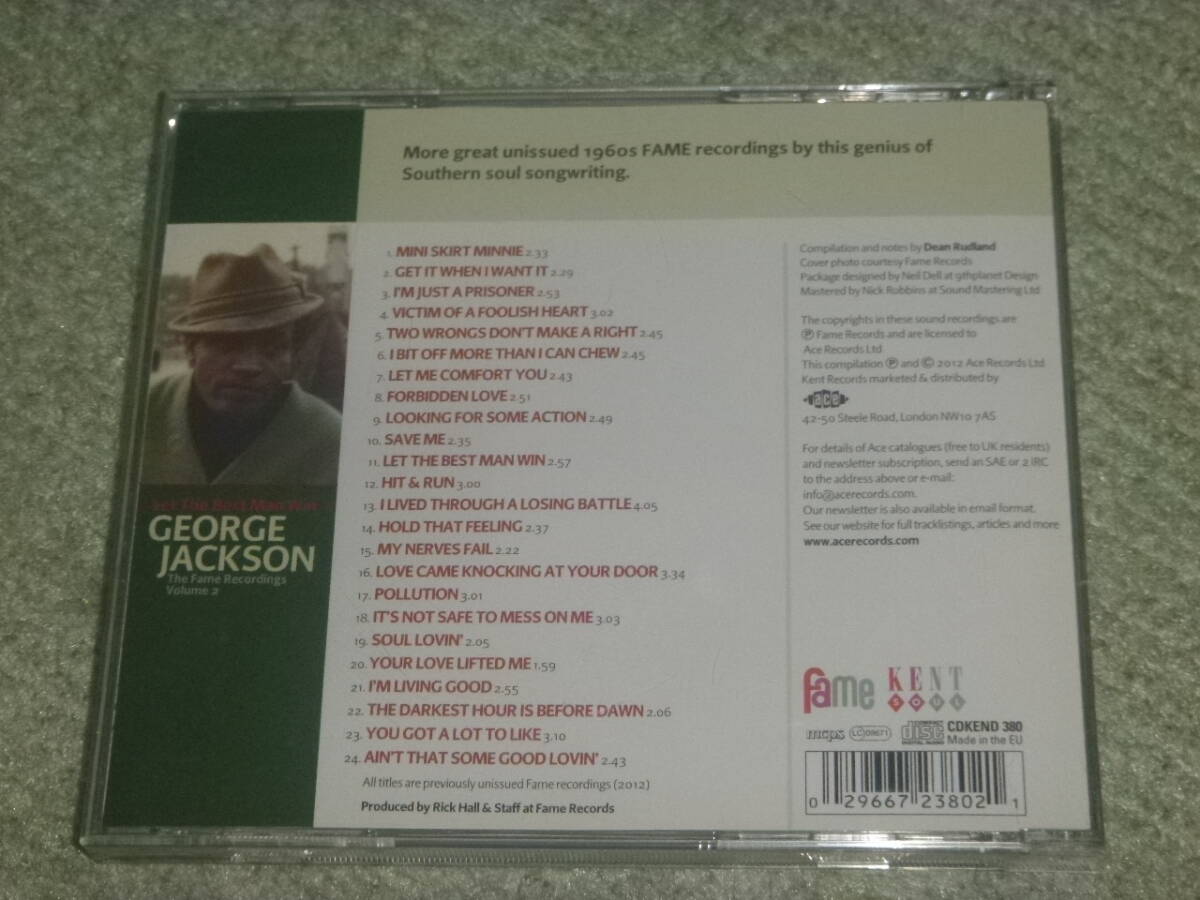 More great unissued 1960s FAME recordings by this genius of
Southern soul songwriting.
1. MINI SKIRT MINNIE 2.33
2. GET IT WHEN I WANT IT 2.29
3. I'M JUST A PRISONER 2.53
4. VICTIM OF A FOOLISH HEART 3.02
5. TWO WRONGS DON'T MAKE A RIGHT 2.45
6. I BIT OFF MORE THAN I CAN CHEW 2.45
7. LET ME COMFORT YOU 2.43
8. FORBIDDEN LOVE 2.51
9. LOOKING FOR SOME ACTION 2.49
10. SAVE ME 2.35
11. LET THE BEST MAN WIN 2.57
12. HIT & RUN 3.00
13. I LIVED THROUGH A LOSING BATTLE 4.05
14. HOLD THAT FEELING 2.37
15. MY NERVES FAIL 2.22
16. LOVE CAME KNOCKING AT YOUR DOOR 3.34
17. POLLUTION 3.01
18. IT'S NOT SAFE TO MESS ON ME 3.03
19. SOUL LOVIN' 2.05
20. YOUR LOVE LIFTED ME 1.59
21. I'M LIVING GOOD 2.55
22. THE DARKEST HOUR IS BEFORE DAWN 2.06
23. YOU GOT A LOT TO LIKE 3.10
24. AIN'T THAT SOME GOOD LOVIN' 2.43
All titles are previously unissued Fame recordings (2012)
Produced by Rick Hall & Staff at Fame Records
Let The Best Man Win
GEORGE
JACKSON
The Fame Recordings
Volume 2
Compilation and notes by Dean Rudland
Cover photo courtesy Fame Records
Package designed by Neil Dell at 9thplanet Design
Mastered by Nick Robbins at Sound Mastering Ltd
The copyrights in these sound recordings are
℗ Fame Records and are licensed to
Ace Records Ltd
This compilation ℗ and © 2012 Ace Records Ltd
Kent Records marketed & distributed by
ace
42-50 Steele Road, London NW10 7AS
For details of Ace catalogues (free to UK residents)
and newsletter subscription, send an SAE or 2 IRC
to the address above or e-mail:
info@acerecords.com.
Our newsletter is also available in email format.
See our website for full tracklistings, articles and more
www.acerecords.com
fame KENT
SOUL
mcps LC 09671 COMPACT disc DIGITAL AUDIO CDKEND 380
Made in the EU
0 29667 23802 1